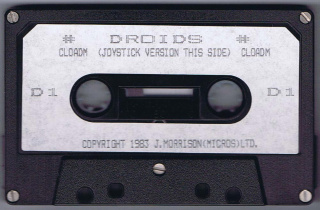 # DROIDS #
CLOADM (JOYSTICK VERSION THIS SIDE) CLOADM
D1 D1
COPYRIGHT 1983 J.MORRISON(MICROS)LTD.